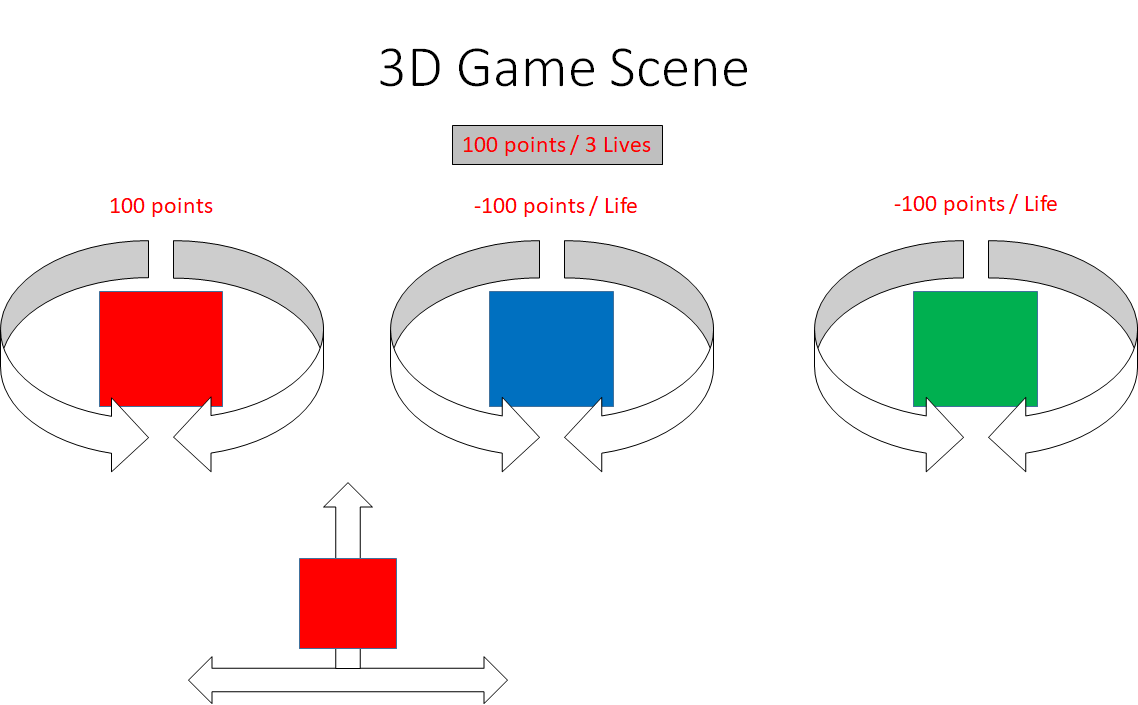 3D Game Scene
100 points / 3 Lives
100 points
-100 points / Life
-100 points / Life